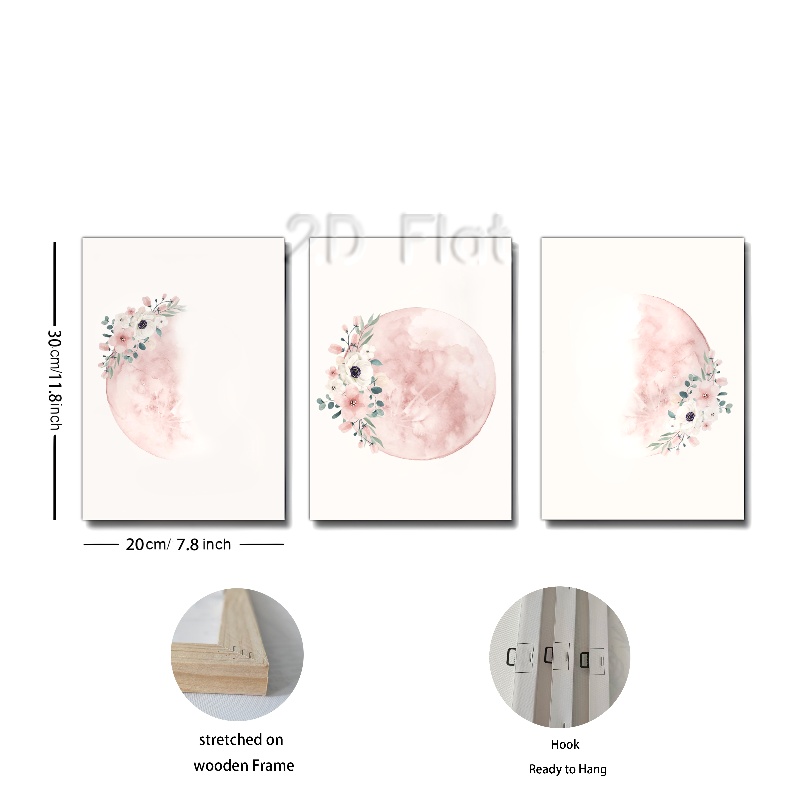 2D Flat
30cm/11.8inch
20cm/ 7.8 inch
stretched on
wooden Frame
Hook
Ready to Hang